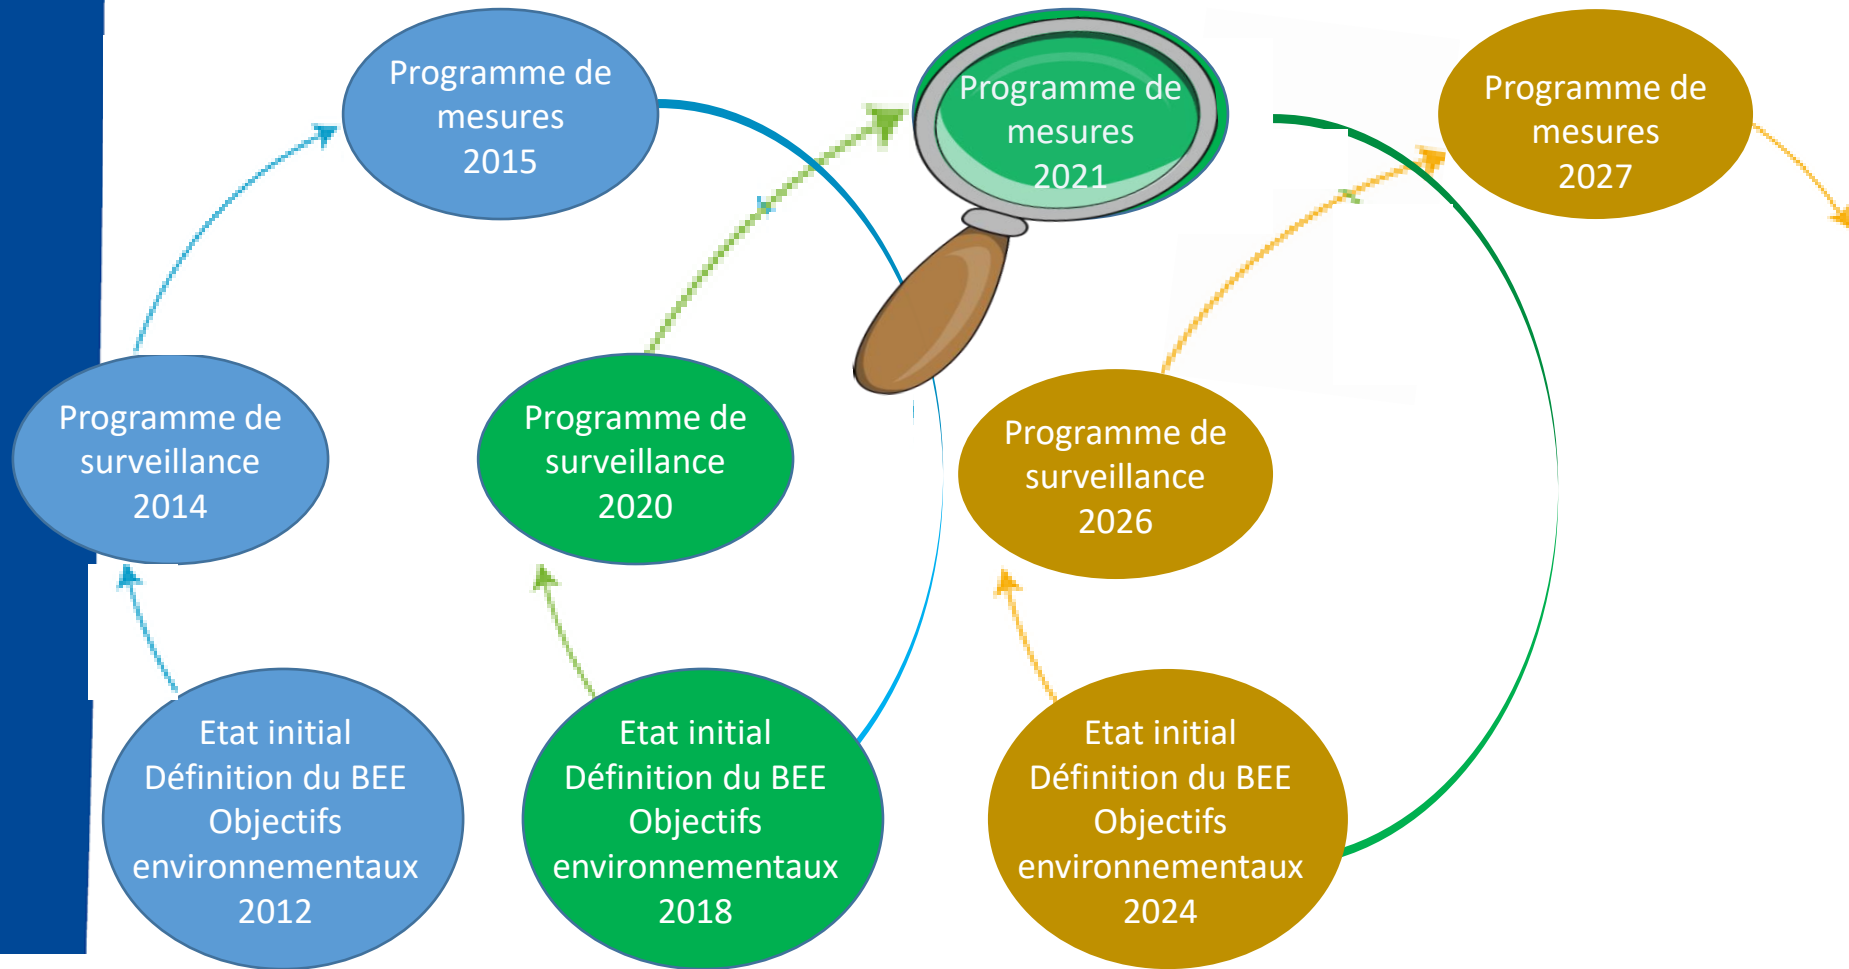 Programme de
mesures
2015
Programme de
mesures
2021
Programme de
mesures
2027
Programme de
surveillance
2014
Programme de
surveillance
2020
Programme de
surveillance
2026
Etat initial
Définition du BEE
Objectifs
environnementaux
2012
Etat initial
Définition du BEE
Objectifs
environnementaux
2018
Etat initial
Définition du BEE
Objectifs
environnementaux
2024